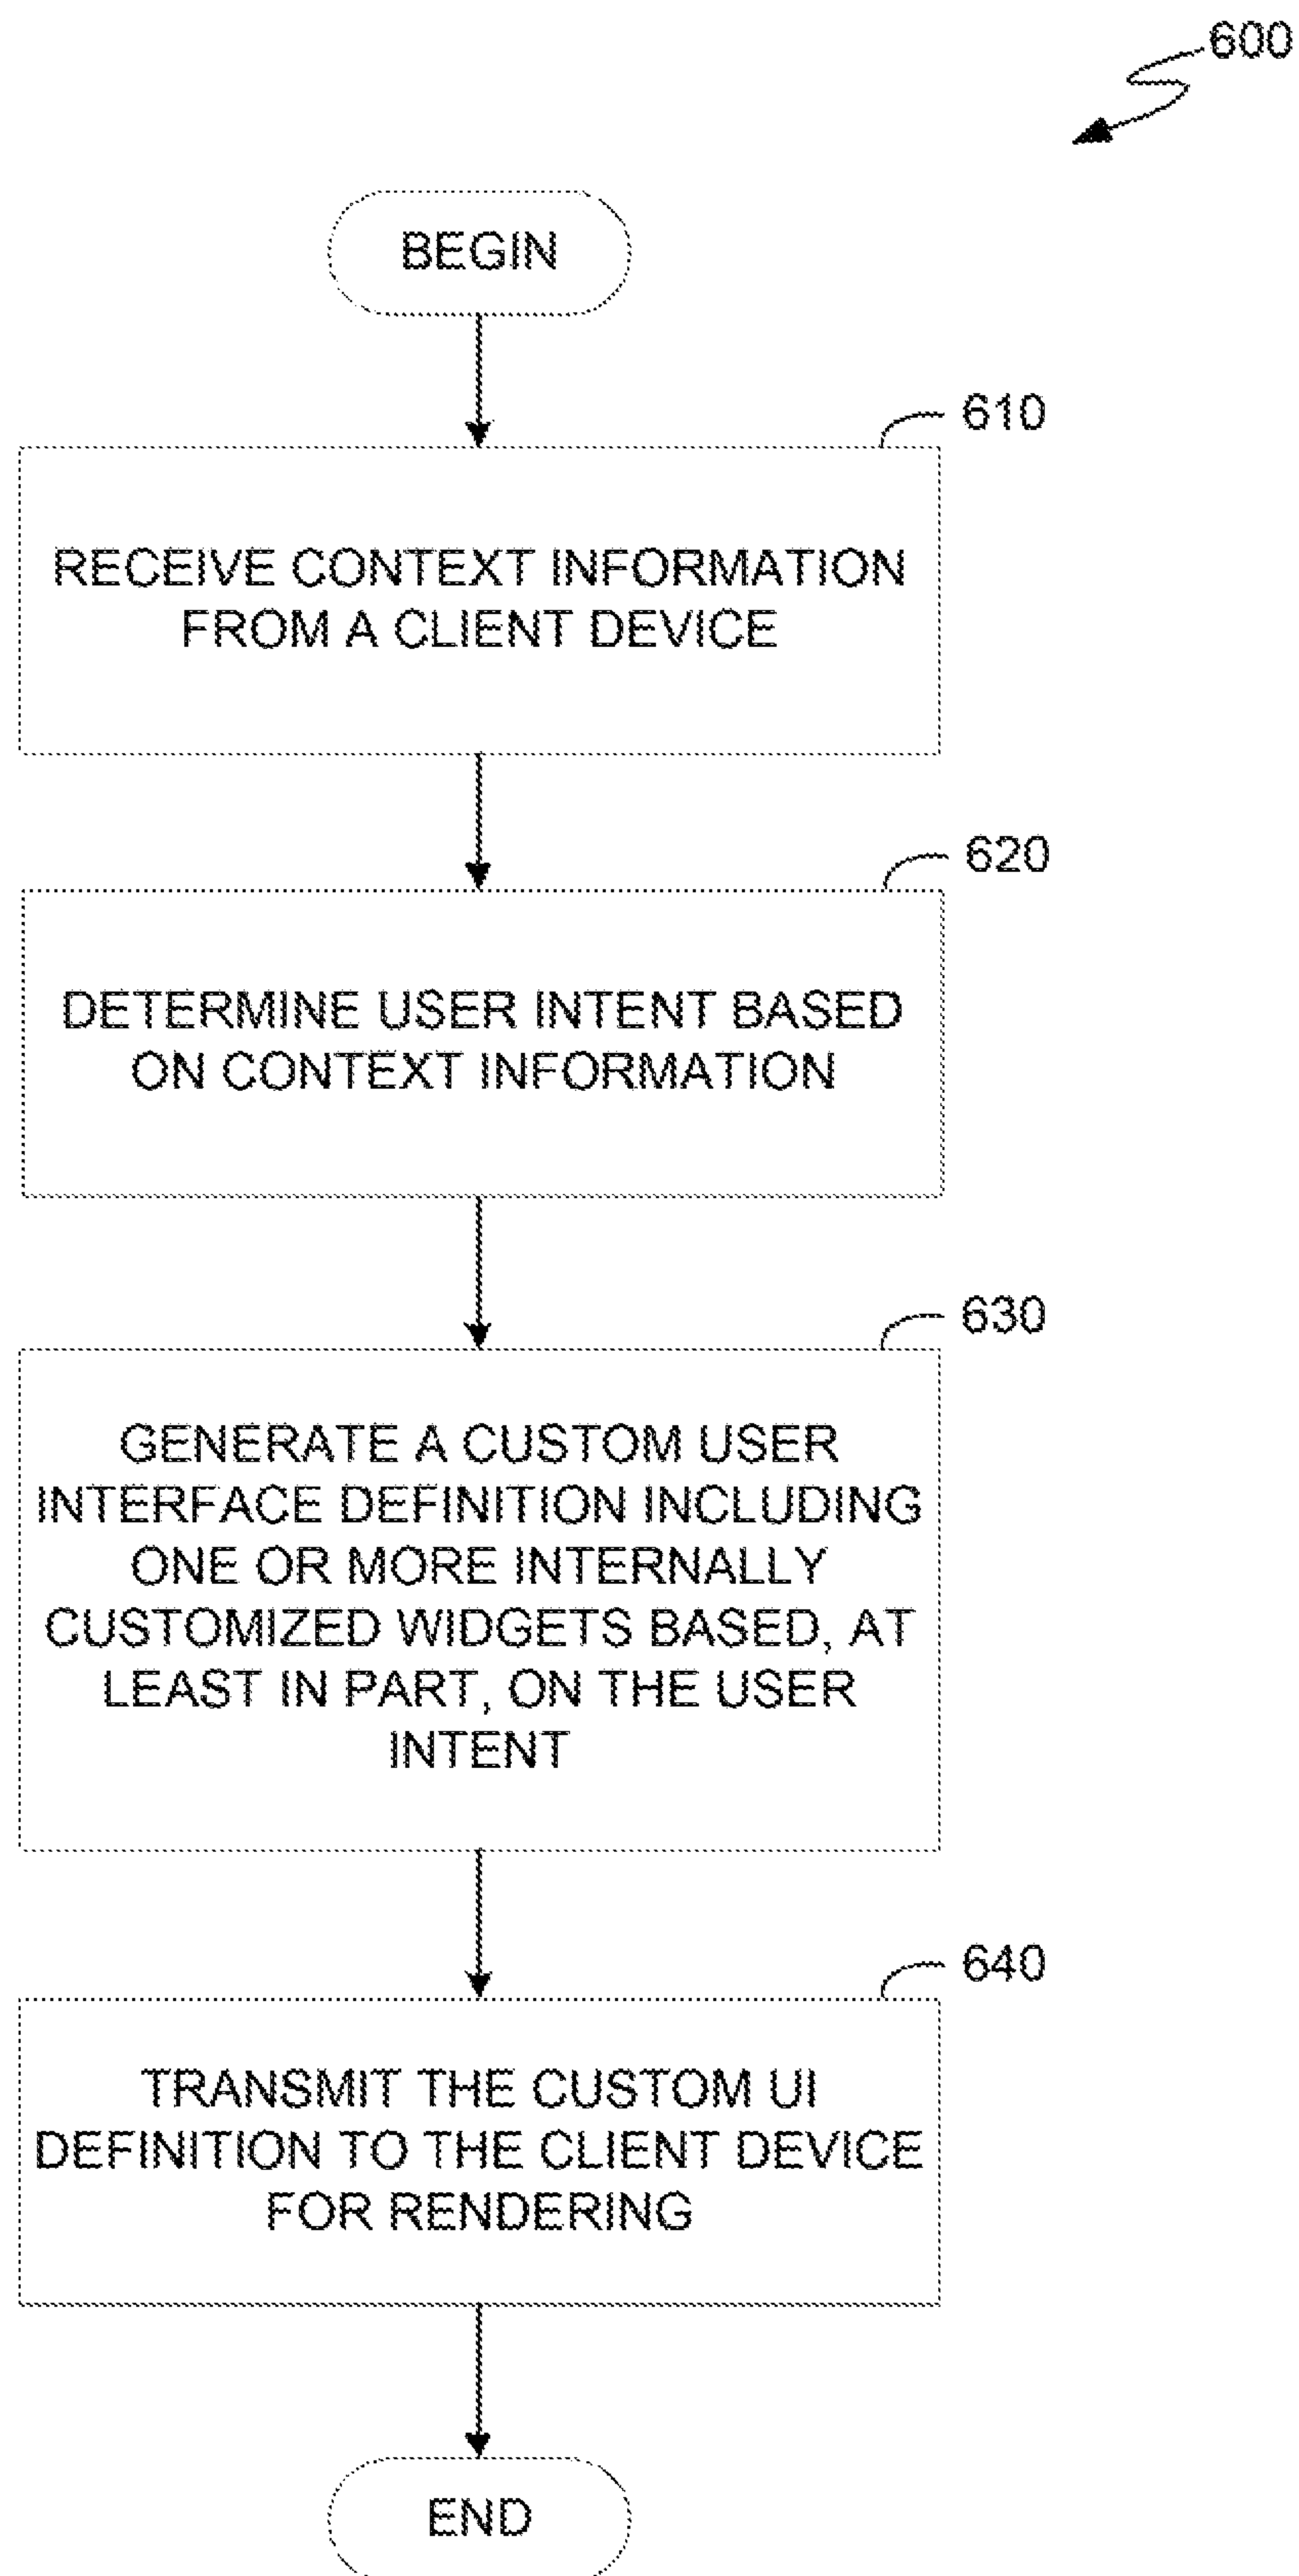 600
BEGIN
610
RECEIVE CONTEXT INFORMATION
FROM A CLIENT DEVICE
620
DETERMINE USER INTENT BASED
ON CONTEXT INFORMATION
630
GENERATE A CUSTOM USER
INTERFACE DEFINITION INCLUDING
ONE OR MORE INTERNALLY
CUSTOMIZED WIDGETS BASED, AT
LEAST IN PART, ON THE USER
INTENT
640
TRANSMIT THE CUSTOM UI
DEFINITION TO THE CLIENT DEVICE
FOR RENDERING
END